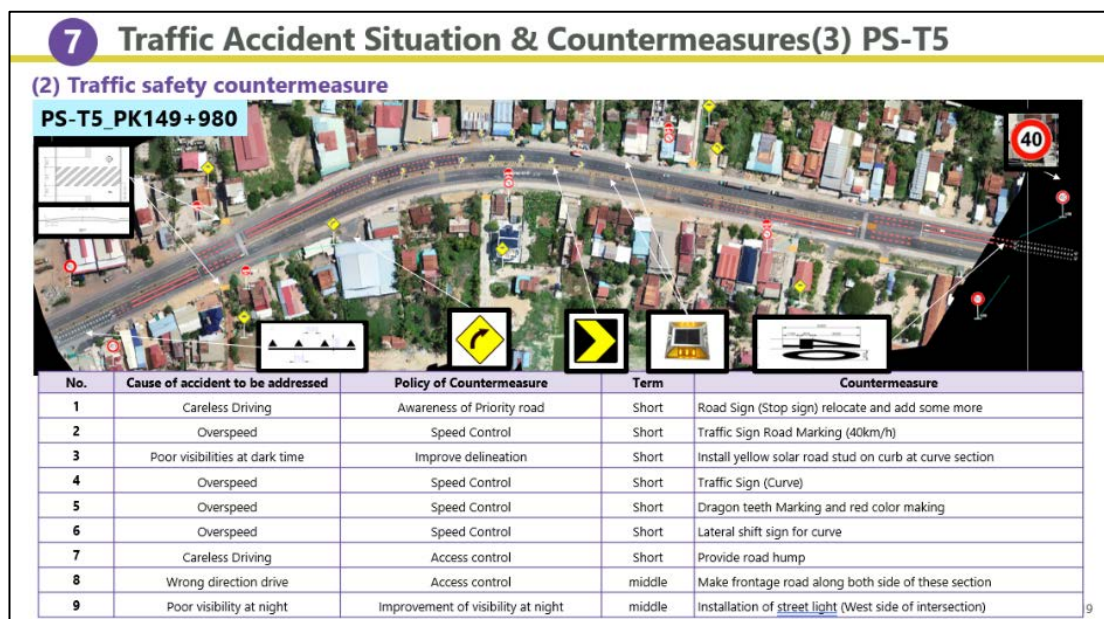 7 Traffic Accident Situation & Countermeasures(3) PS-T5
(2) Traffic safety countermeasure
PS-T5_PK149+980
40
No. Cause of accident to be addressed Policy of Countermeasure Term Countermeasure
1 Careless Driving Awareness of Priority road Short Road Sign (Stop sign) relocate and add some more
2 Overspeed Speed Control Short Traffic Sign Road Marking (40km/h)
3 Poor visibilities at dark time Improve delineation Short Install yellow solar road stud on curb at curve section
4 Overspeed Speed Control Short Traffic Sign (Curve)
5 Overspeed Speed Control Short Dragon teeth Marking and red color making
6 Overspeed Speed Control Short Lateral shift sign for curve
7 Careless Driving Access control Short Provide road hump
8 Wrong direction drive Access control middle Make frontage road along both side of these section
9 Poor visibility at night Improvement of visibility at night middle Installation of street light (West side of intersection)
9